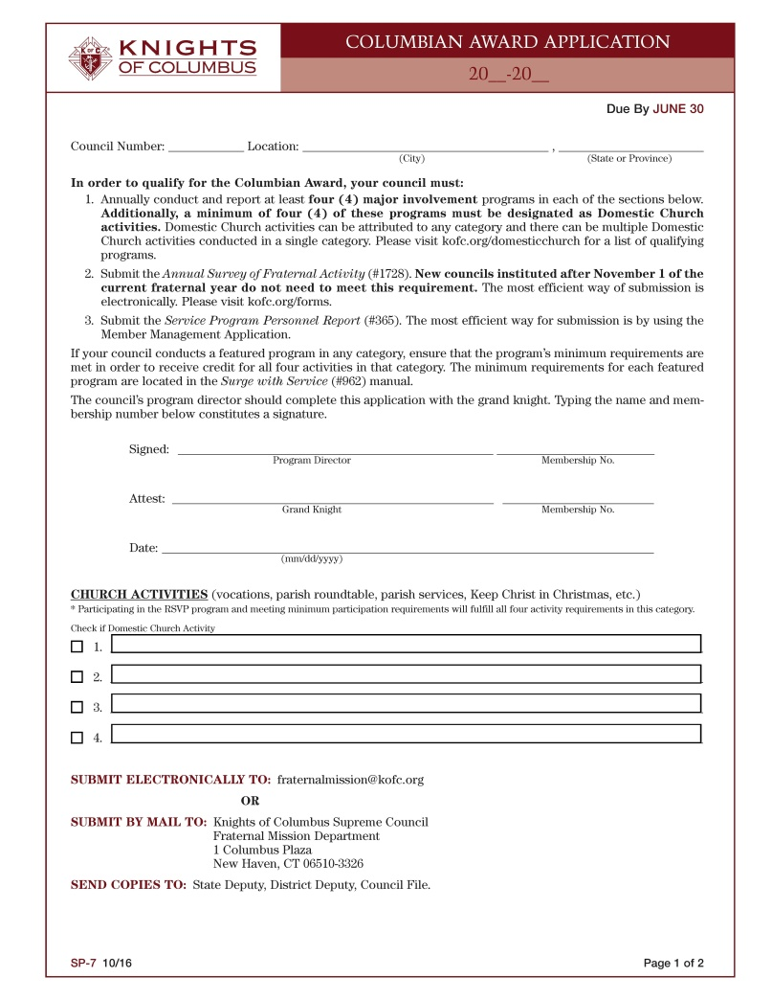 K OF C
KNIGHTS
OF COLUMBUS
COLUMBIAN AWARD APPLICATION
20__-20__
Due By JUNE 30
Council Number: ____________ Location: _______________________________________ , _______________________
(City) (State or Province)
In order to qualify for the Columbian Award, your council must:
1. Annually conduct and report at least four (4) major involvement programs in each of the sections below.
Additionally, a minimum of four (4) of these programs must be designated as Domestic Church
activities. Domestic Church activities can be attributed to any category and there can be multiple Domestic
Church activities conducted in a single category. Please visit kofc.org/domesticchurch for a list of qualifying
programs.
2. Submit the Annual Survey of Fraternal Activity (#1728). New councils instituted after November 1 of the
current fraternal year do not need to meet this requirement. The most efficient way of submission is
electronically. Please visit kofc.org/forms.
3. Submit the Service Program Personnel Report (#365). The most efficient way for submission is by using the
Member Management Application.
If your council conducts a featured program in any category, ensure that the program's minimum requirements are
met in order to receive credit for all four activities in that category. The minimum requirements for each featured
program are located in the Surge with Service (#962) manual.
The council's program director should complete this application with the grand knight. Typing the name and mem-
bership number below constitutes a signature.
Signed: __________________________________________________ _________________________
Program Director Membership No.
Attest: ___________________________________________________ ________________________
Grand Knight Membership No.
Date: ______________________________________________________________________________
(mm/dd/yyyy)
CHURCH ACTIVITIES (vocations, parish roundtable, parish services, Keep Christ in Christmas, etc.)
* Participating in the RSVP program and meeting minimum participation requirements will fulfill all four activity requirements in this category.
Check if Domestic Church Activity
1.
2.
3.
4.
SUBMIT ELECTRONICALLY TO: fraternalmission@kofc.org
OR
SUBMIT BY MAIL TO: Knights of Columbus Supreme Council
Fraternal Mission Department
1 Columbus Plaza
New Haven, CT 06510-3326
SEND COPIES TO: State Deputy, District Deputy, Council File.
SP-7 10/16
Page 1 of 2